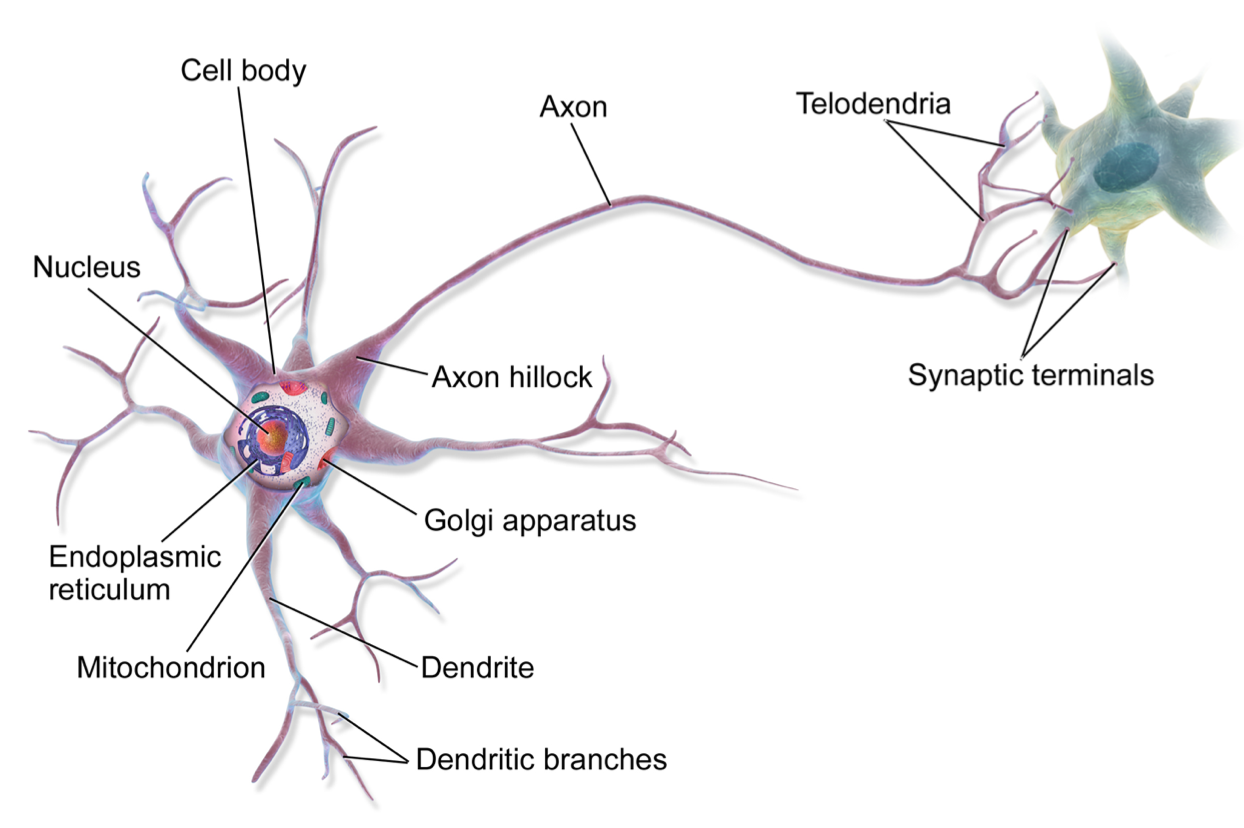 Cell body
Axon
Telodendria
Nucleus
Axon hillock
Synaptic terminals
Golgi apparatus
Endoplasmic
reticulum
Mitochondrion
Dendrite
Dendritic branches